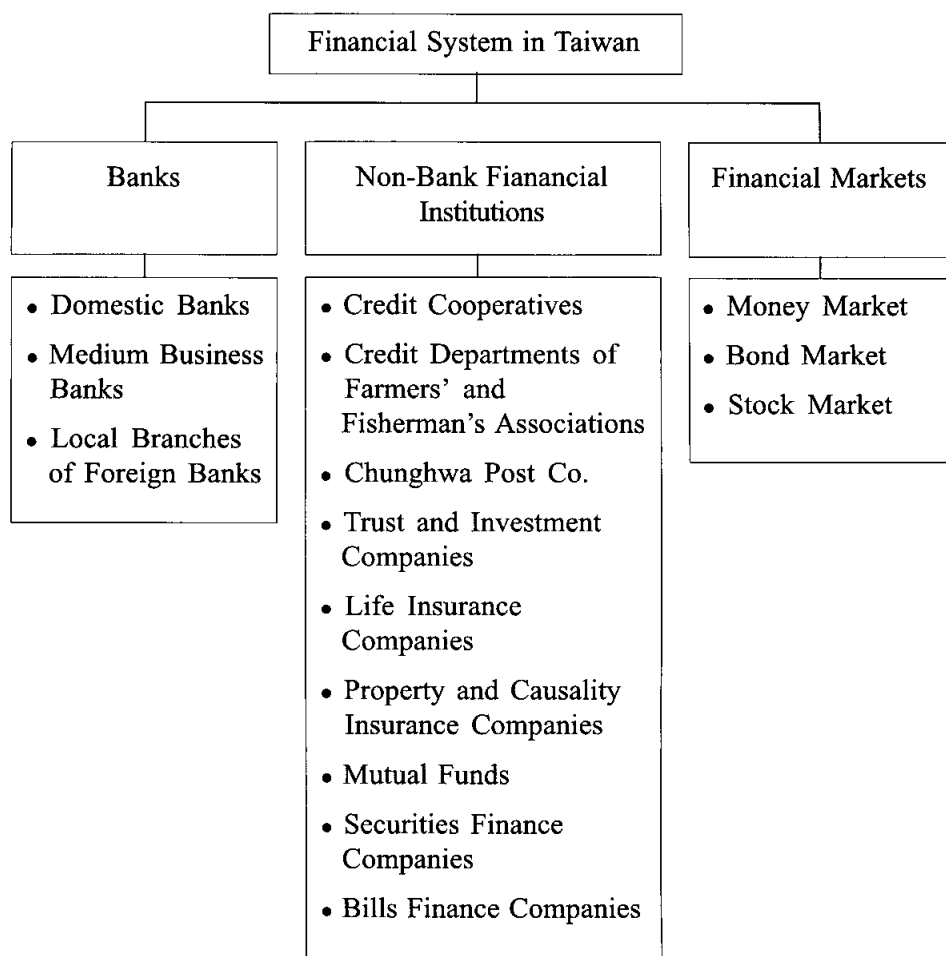 Financial System in Taiwan
Banks
Non-Bank Fianancial
Institutions
Financial Markets
• Domestic Banks
• Medium Business
Banks
• Local Branches
of Foreign Banks
• Credit Cooperatives
• Credit Departments of
Farmers' and
Fisherman's Associations
• Chunghwa Post Co.
• Trust and Investment
Companies
• Life Insurance
Companies
• Property and Causality
Insurance Companies
• Mutual Funds
• Securities Finance
Companies
• Bills Finance Companies
• Money Market
• Bond Market
• Stock Market